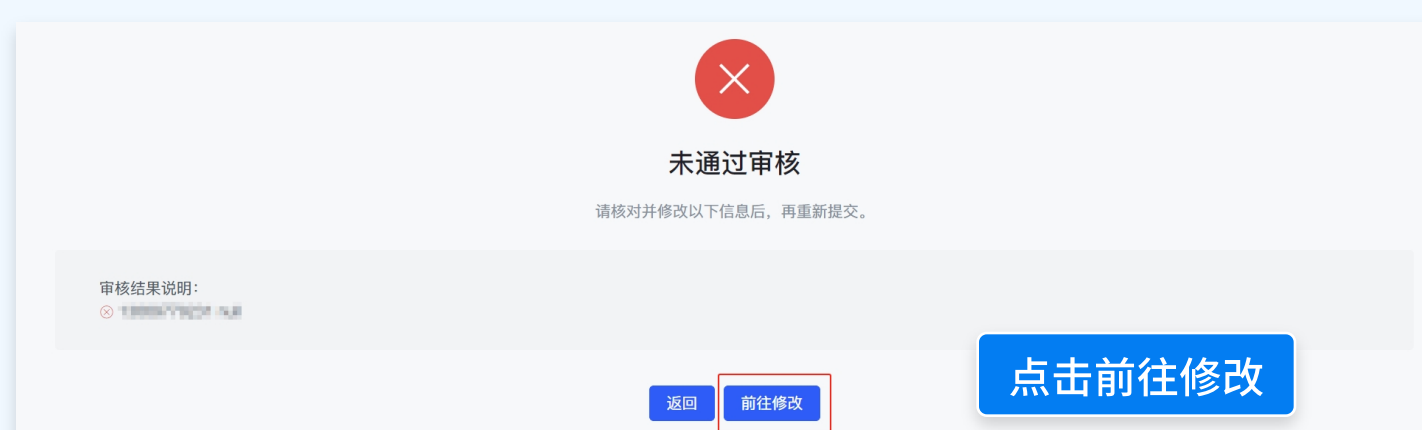 未通过审核
请核对并修改以下信息后，再重新提交。
审核结果说明：
点击前往修改
返回
前往修改